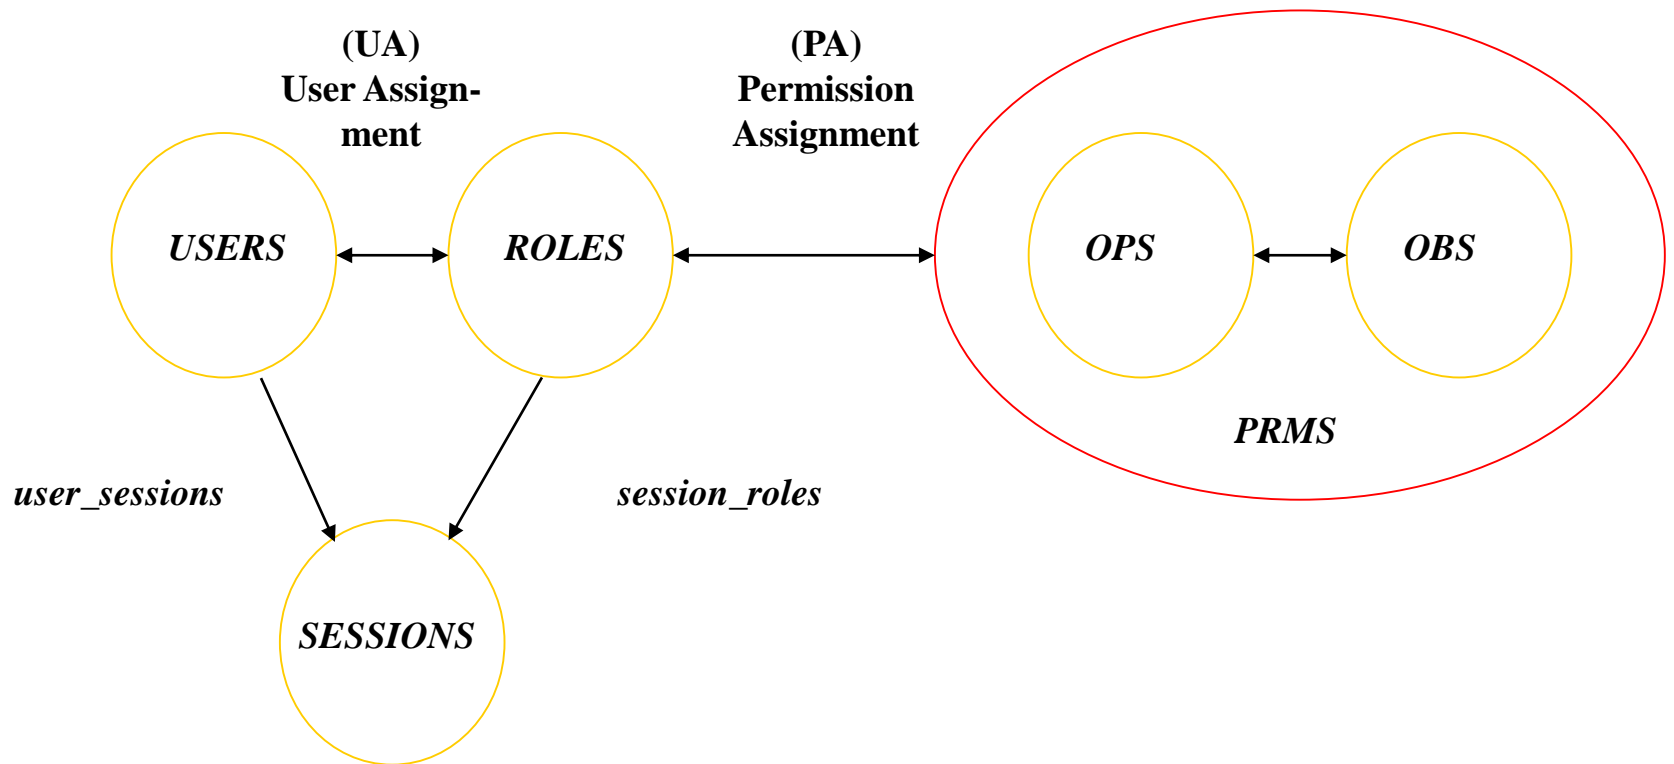 (UA)
User Assign-
ment
(PA)
Permission
Assignment
USERS
ROLES
OPS
OBS
PRMS
user_sessions
session_roles
SESSIONS